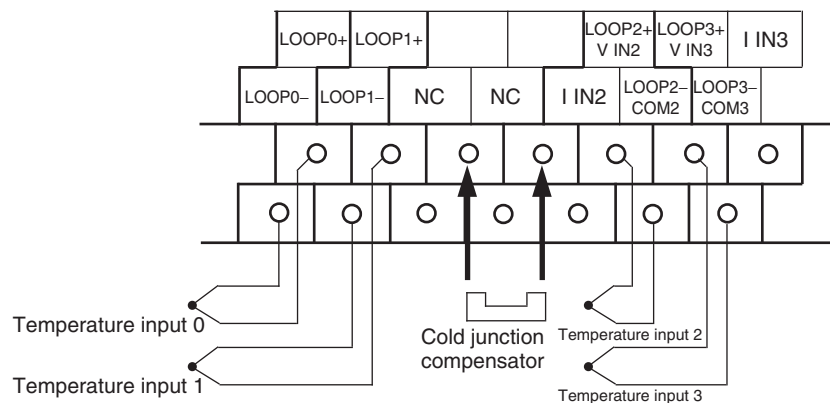 LOOP0+ LOOP1+ LOOP2+ LOOP3+ I IN3
V IN2 V IN3
LOOP0– LOOP1– NC NC I IN2 LOOP2– LOOP3–
COM2 COM3
Temperature input 0
Temperature input 1
Cold junction
compensator
Temperature input 2
Temperature input 3